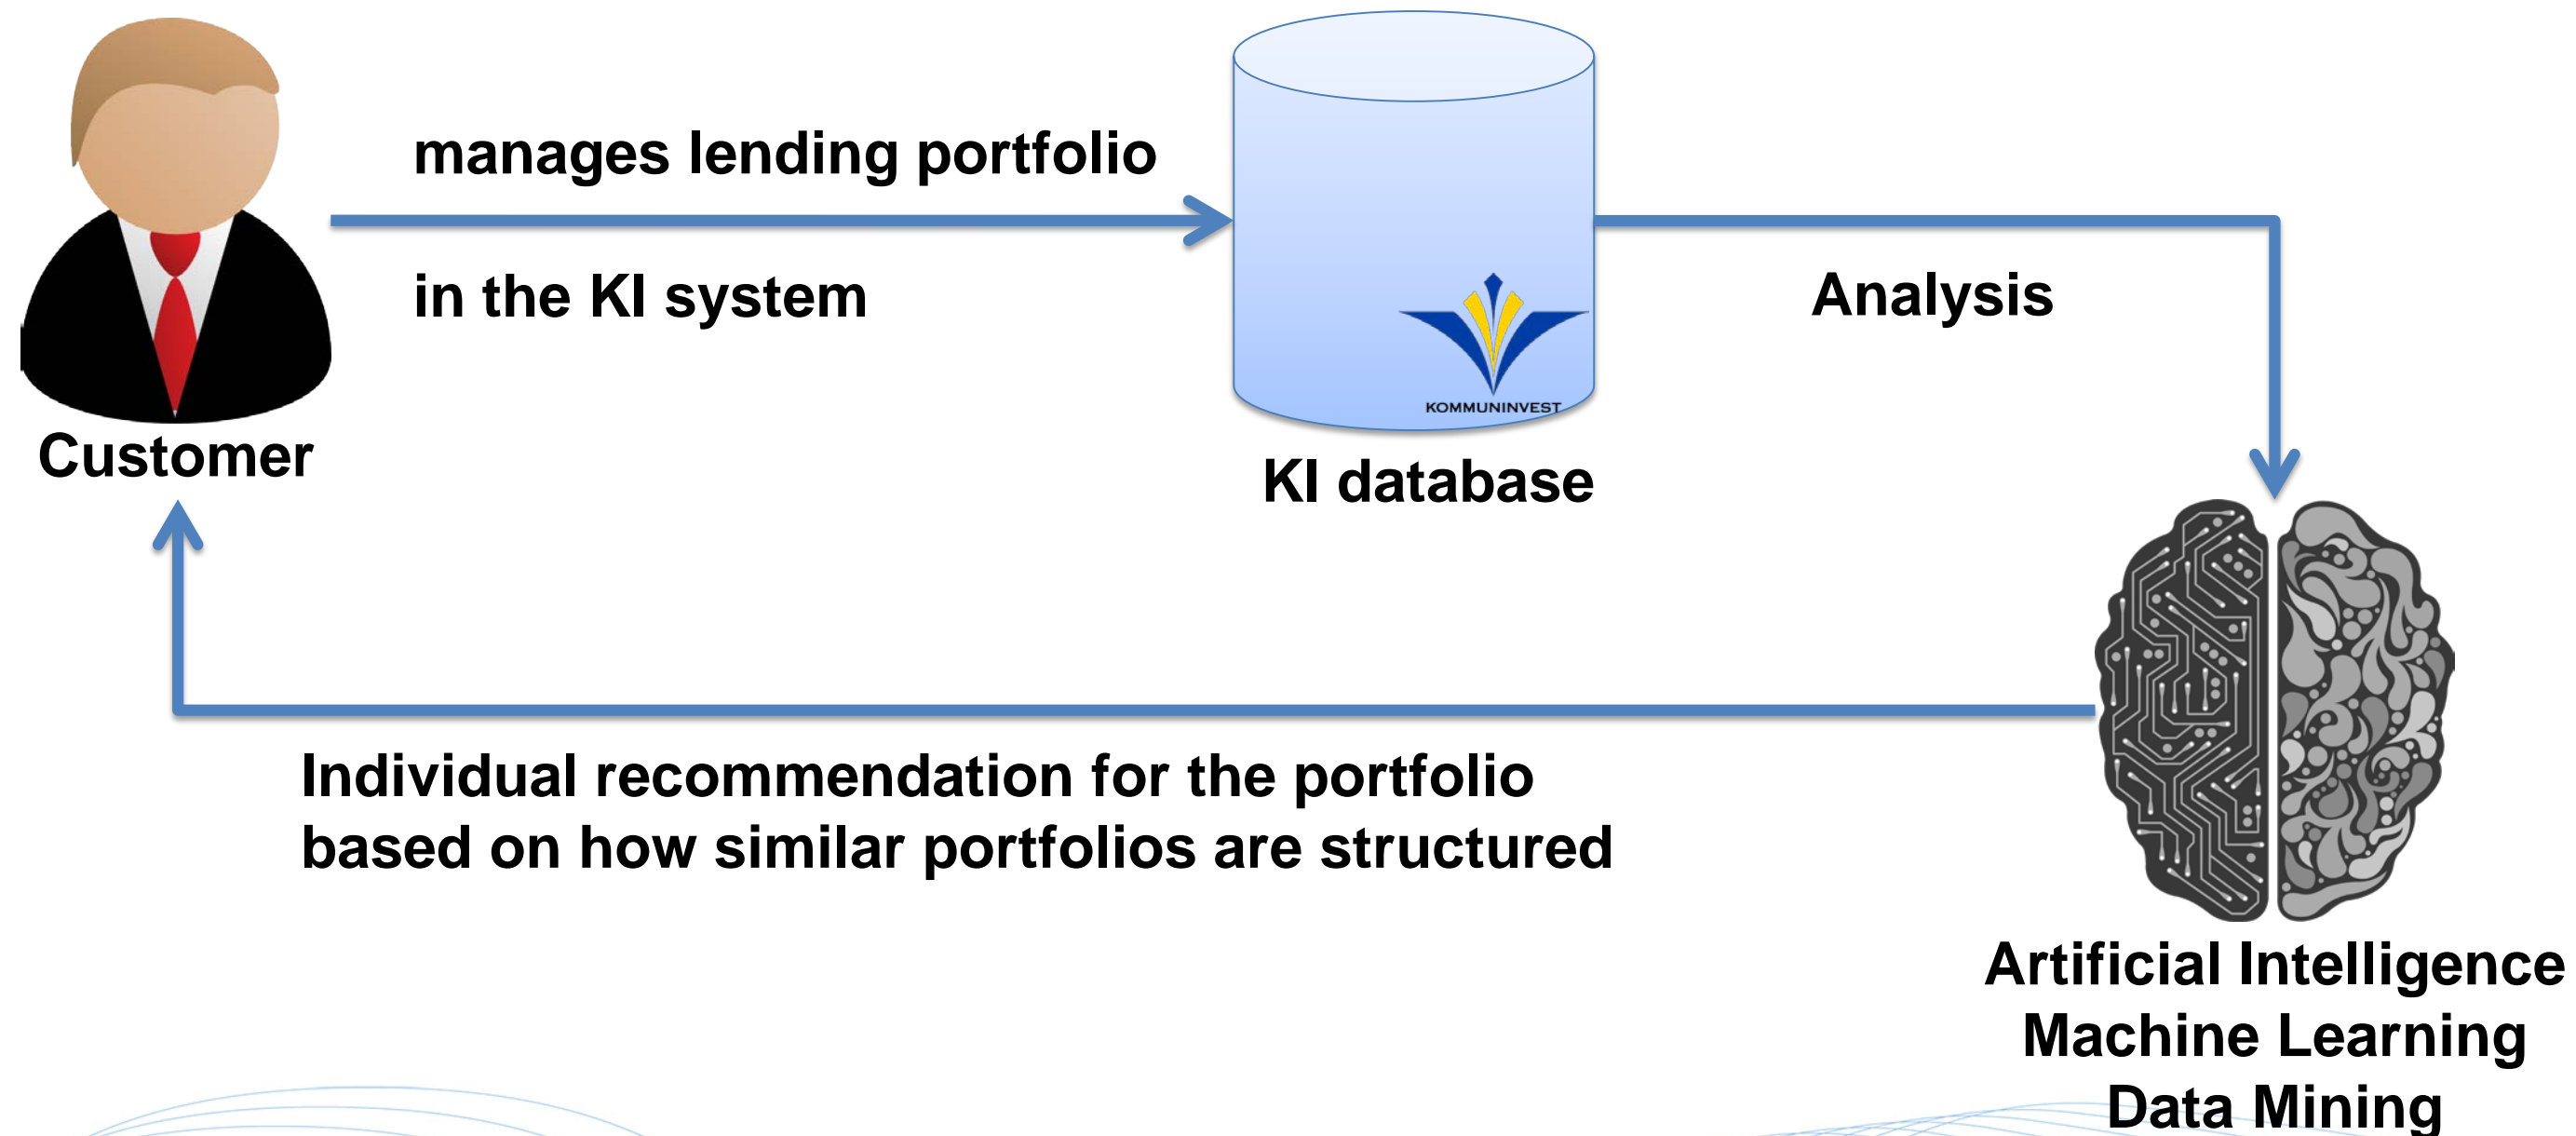 manages lending portfolio
in the KI system
KOMMUNINVEST
Analysis
Customer
KI database
Individual recommendation for the portfolio
based on how similar portfolios are structured
Artificial Intelligence
Machine Learning
Data Mining